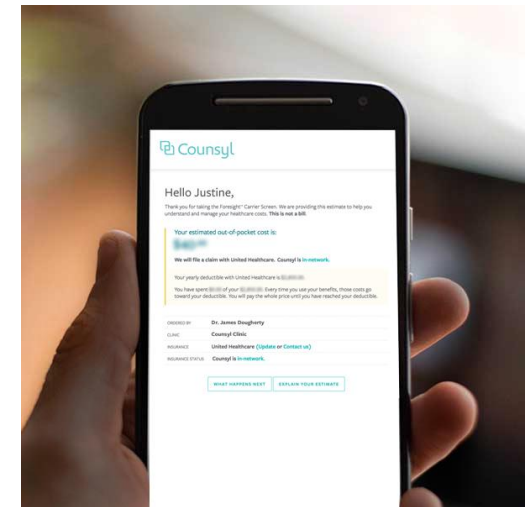 Counsyl
Hello Justine,
Thank you for taking the Foresight™ Carrier Screen. We are providing this estimate to help you
understand and manage your healthcare costs. This is not a bill.
Your estimated out-of-pocket cost is:
We will file a claim with United Healthcare. Counsyl is in-network.
Your yearly deductible with United Healthcare is
You have spent of your Every time you use your benefits, those costs go
toward your deductible. You will pay the whole price until you have reached your deductible.
ORDERED BY Dr. James Dougherty
CLINIC Counsyl Clinic
INSURANCE United Healthcare (Update or Contact us)
INSURANCE STATUS Counsyl is in-network.
WHAT HAPPENS NEXT EXPLAIN YOUR ESTIMATE